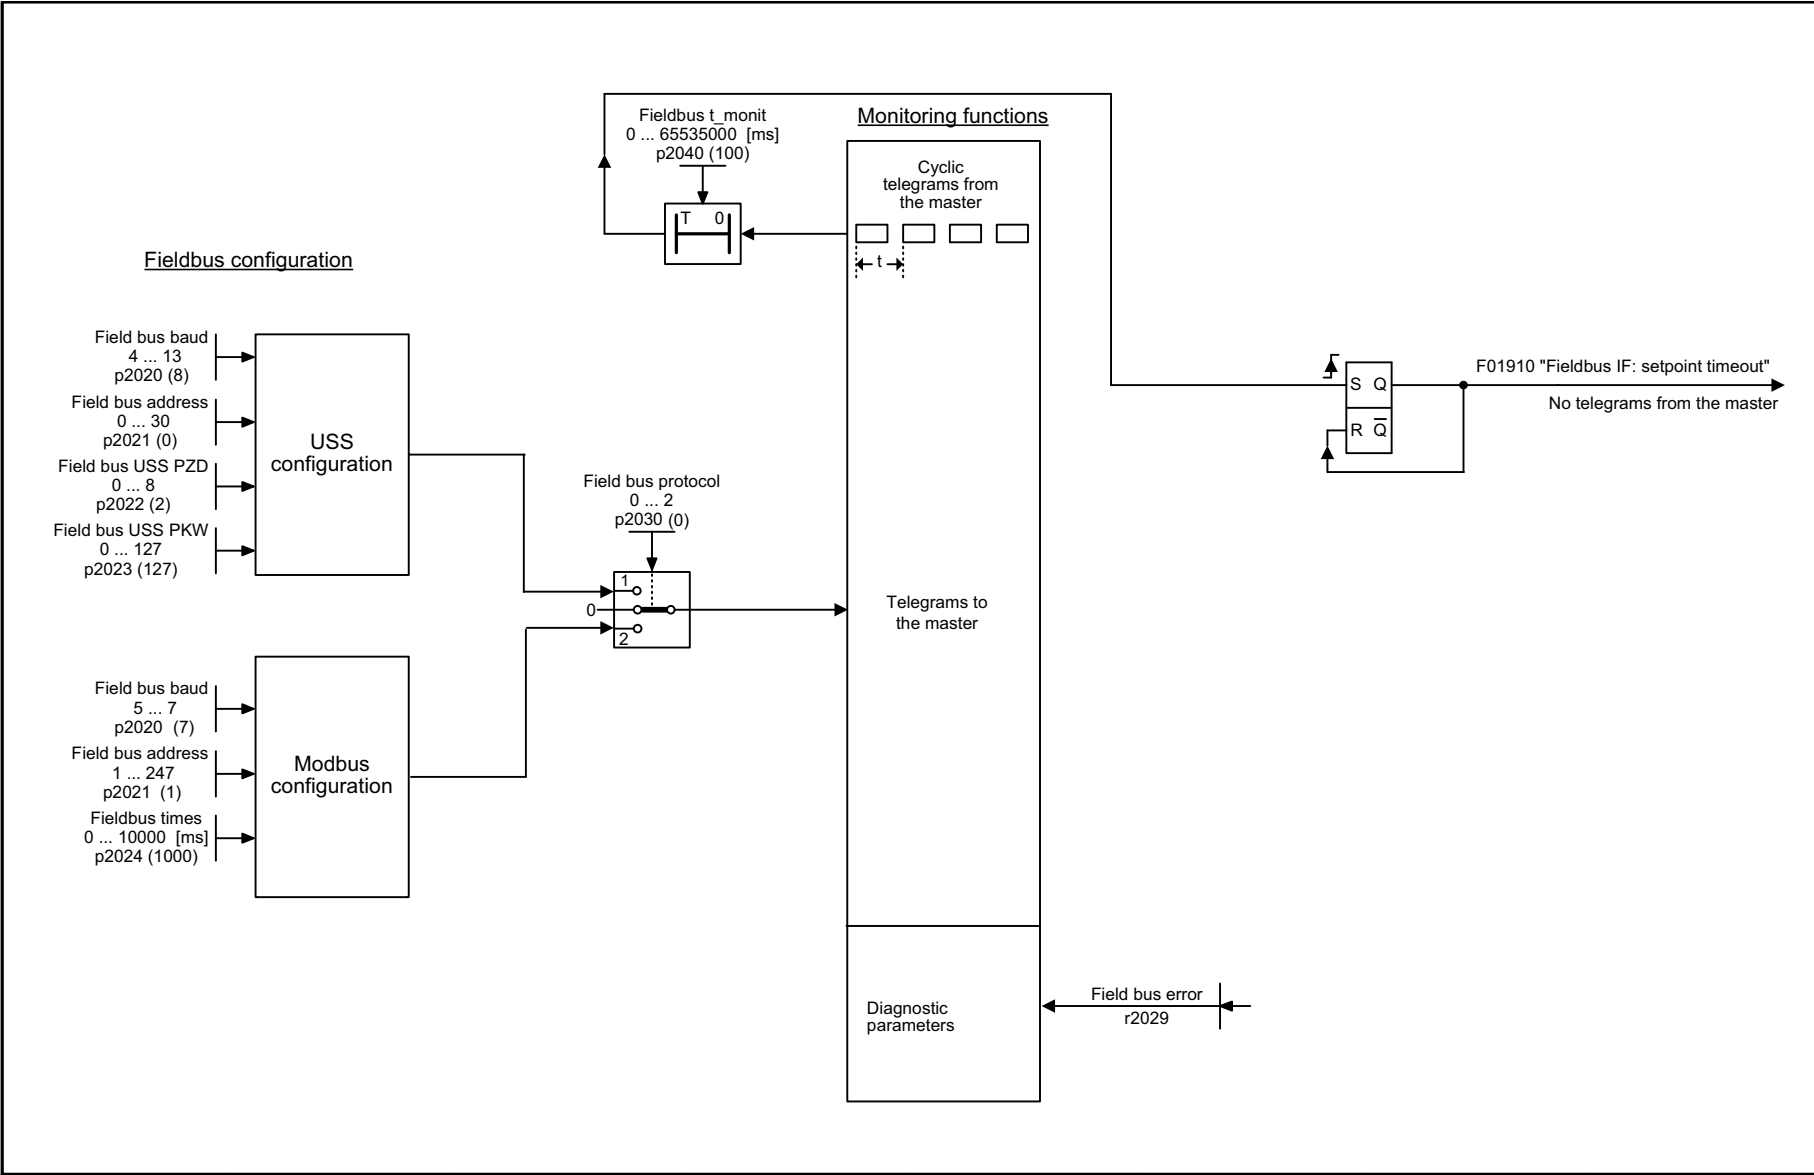 Fieldbus t_monit
0 ... 65535000 [ms]
p2040 (100)
T 0
Monitoring functions
Cyclic
telegrams from
the master
t
Fieldbus configuration
Field bus baud
4 ... 13
p2020 (8)
Field bus address
0 ... 30
p2021 (0)
Field bus USS PZD
0 ... 8
p2022 (2)
Field bus USS PKW
0 ... 127
p2023 (127)
USS
configuration
Field bus protocol
0 ... 2
p2030 (0)
1
0
2
Telegrams to
the master
S Q
R Q̅
F01910 "Fieldbus IF: setpoint timeout"
No telegrams from the master
Field bus baud
5 ... 7
p2020 (7)
Field bus address
1 ... 247
p2021 (1)
Fieldbus times
0 ... 10000 [ms]
p2024 (1000)
Modbus
configuration
Diagnostic
parameters
Field bus error
r2029